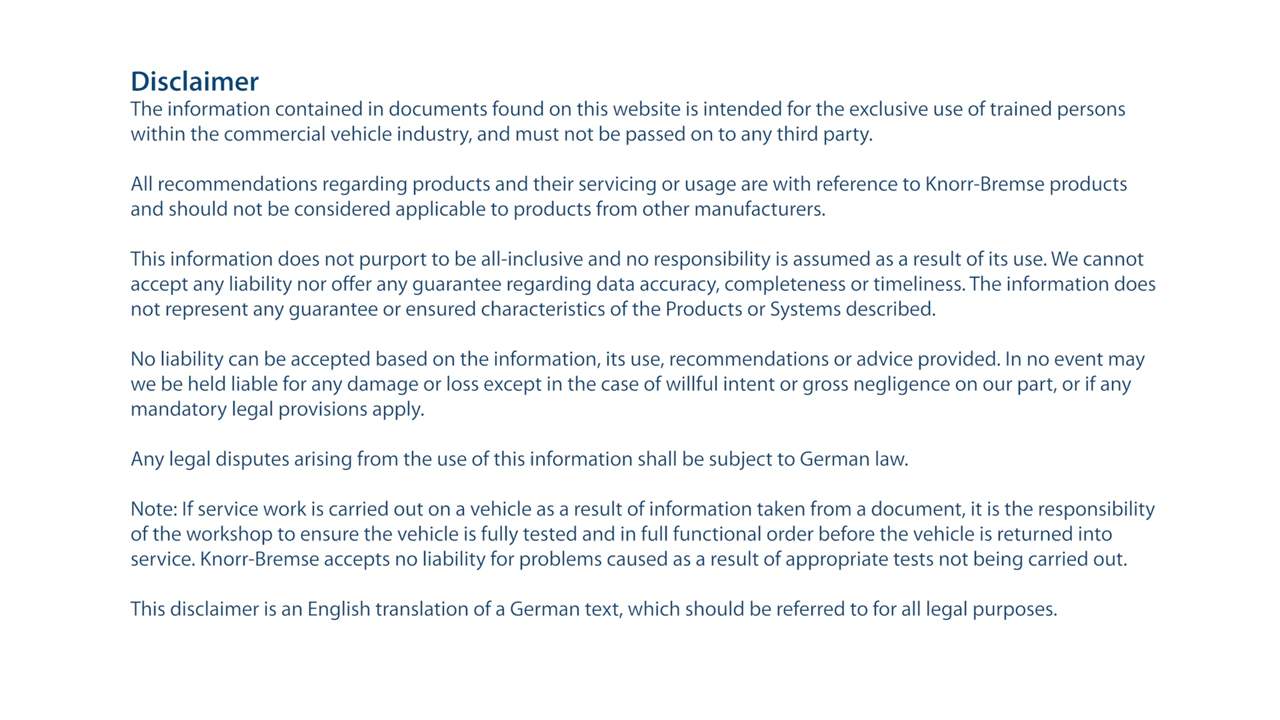 Disclaimer
The information contained in documents found on this website is intended for the exclusive use of trained persons
within the commercial vehicle industry, and must not be passed on to any third party.
All recommendations regarding products and their servicing or usage are with reference to Knorr-Bremse products
and should not be considered applicable to products from other manufacturers.
This information does not purport to be all-inclusive and no responsibility is assumed as a result of its use. We cannot
accept any liability nor offer any guarantee regarding data accuracy, completeness or timeliness. The information does
not represent any guarantee or ensured characteristics of the Products or Systems described.
No liability can be accepted based on the information, its use, recommendations or advice provided. In no event may
we be held liable for any damage or loss except in the case of willful intent or gross negligence on our part, or if any
mandatory legal provisions apply.
Any legal disputes arising from the use of this information shall be subject to German law.
Note: If service work is carried out on a vehicle as a result of information taken from a document, it is the responsibility
of the workshop to ensure the vehicle is fully tested and in full functional order before the vehicle is returned into
service. Knorr-Bremse accepts no liability for problems caused as a result of appropriate tests not being carried out.
This disclaimer is an English translation of a German text, which should be referred to for all legal purposes.